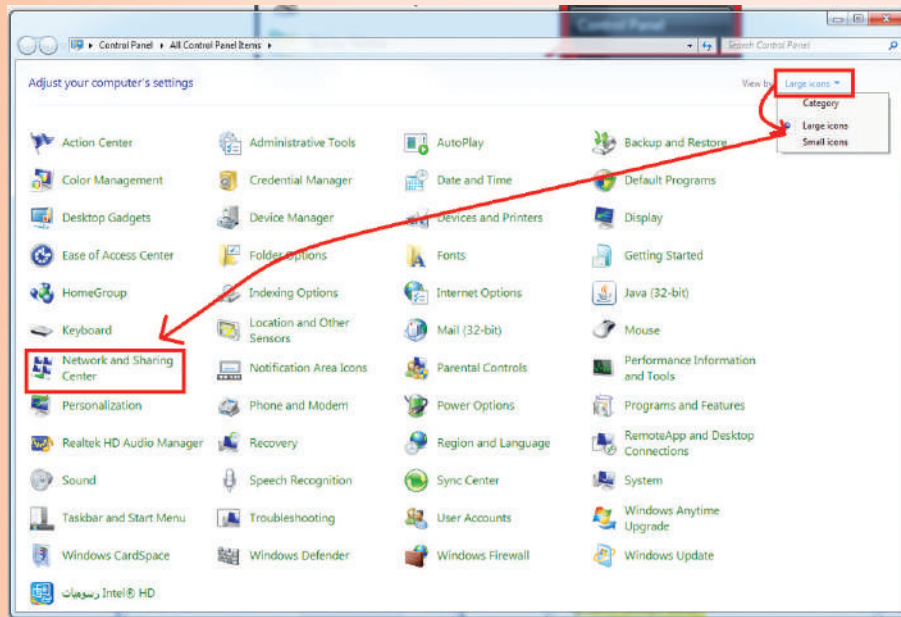 Control Panel
Control Panel ▸ All Control Panel Items ▸
Search Control Panel
Adjust your computer's settings
View by: Large icons
Category
Large icons
Small icons
Action Center
Administrative Tools
AutoPlay
Backup and Restore
Color Management
Credential Manager
Date and Time
Default Programs
Desktop Gadgets
Device Manager
Devices and Printers
Display
Ease of Access Center
Folder Options
Fonts
Getting Started
HomeGroup
Indexing Options
Internet Options
Java (32-bit)
Keyboard
Location and Other
Sensors
Mail (32-bit)
Mouse
Network and Sharing
Center
Notification Area Icons
Parental Controls
Performance Information
and Tools
Personalization
Phone and Modem
Power Options
Programs and Features
Realtek HD Audio Manager
Recovery
Region and Language
RemoteApp and Desktop
Connections
Sound
Speech Recognition
Sync Center
System
Taskbar and Start Menu
Troubleshooting
User Accounts
Windows Anytime
Upgrade
Windows CardSpace
Windows Defender
Windows Firewall
Windows Update
رسوميات Intel® HD